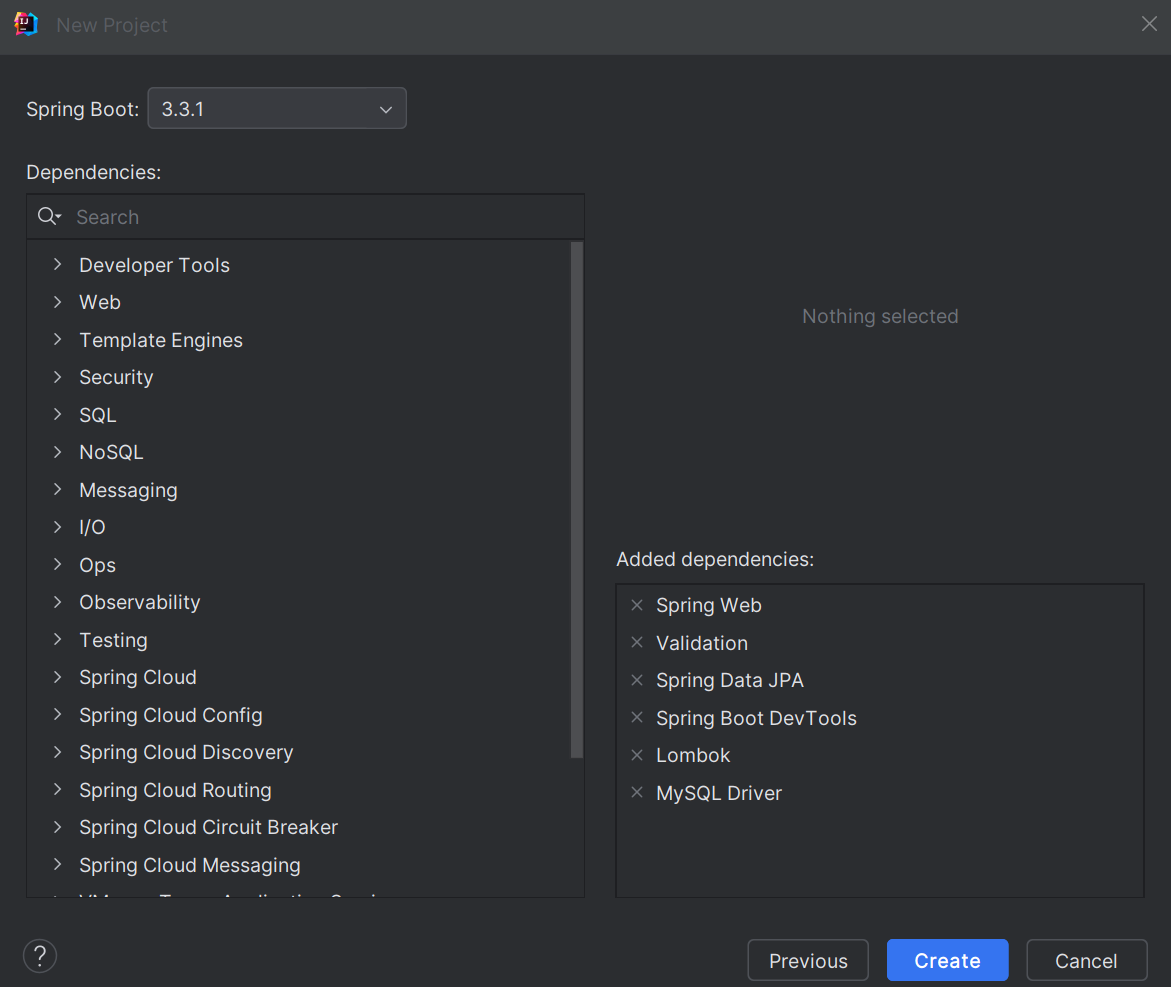 New Project
Spring Boot: 3.3.1
Dependencies:
Search
Developer Tools
Web
Template Engines
Security
SQL
NoSQL
Messaging
I/O
Ops
Observability
Testing
Spring Cloud
Spring Cloud Config
Spring Cloud Discovery
Spring Cloud Routing
Spring Cloud Circuit Breaker
Spring Cloud Messaging
Nothing selected
Added dependencies:
Spring Web
Validation
Spring Data JPA
Spring Boot DevTools
Lombok
MySQL Driver
?
Previous
Create
Cancel